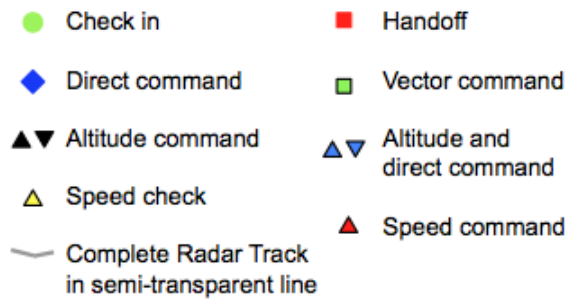 Check in
Handoff
Direct command
Vector command
Altitude command
Altitude and
direct command
Speed check
Speed command
Complete Radar Track
in semi-transparent line